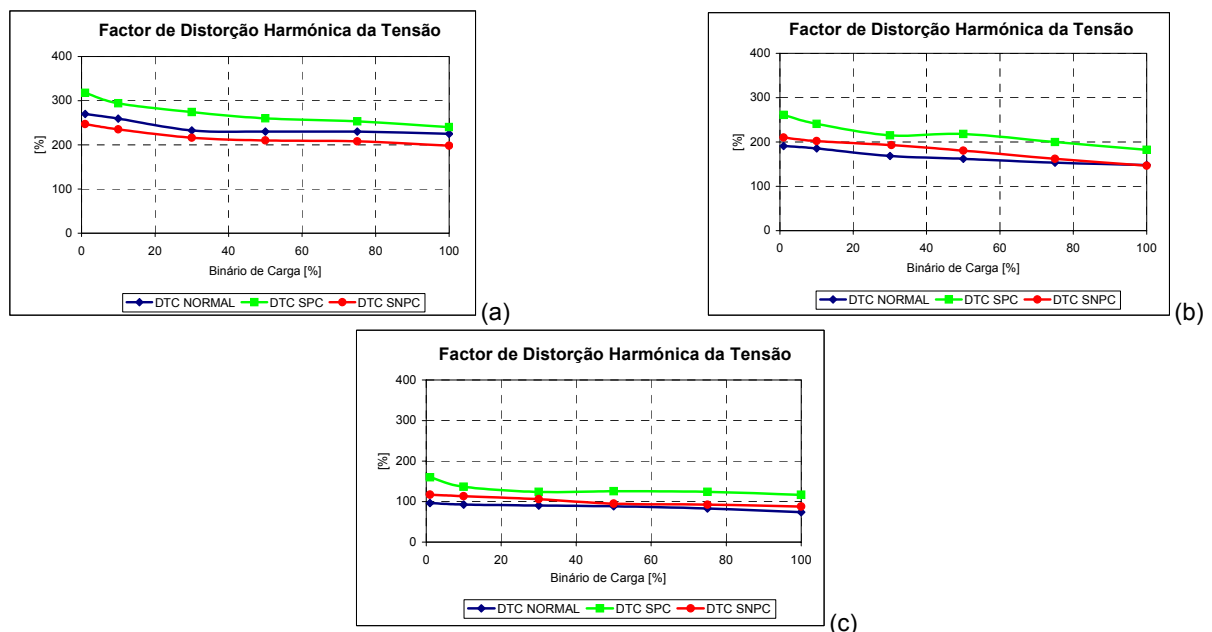 Factor de Distorção Harmónica da Tensão
400
300
200
100
0
[%]
0 20 40 60 80 100
Binário de Carga [%]
DTC NORMAL DTC SPC DTC SNPC
(a)
Factor de Distorção Harmónica da Tensão
400
300
200
100
0
[%]
0 20 40 60 80 100
Binário de Carga [%]
DTC NORMAL DTC SPC DTC SNPC
(b)
Factor de Distorção Harmónica da Tensão
400
300
200
100
0
[%]
0 20 40 60 80 100
Binário de Carga [%]
DTC NORMAL DTC SPC DTC SNPC
(c)